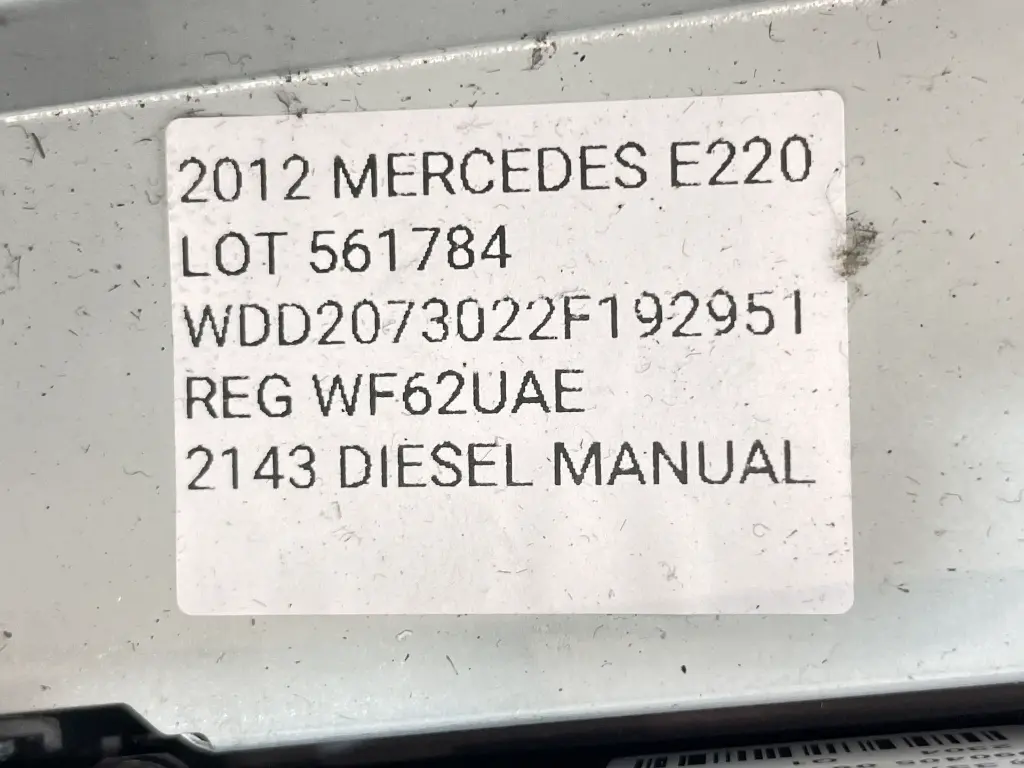 2012 MERCEDES E220
LOT 561784
WDD2073022F192951
REG WF62UAE
2143 DIESEL MANUAL